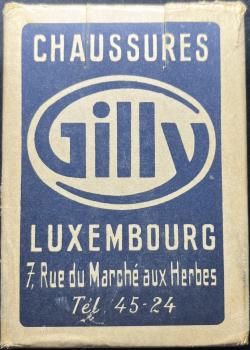 CHAUSSURES
Gilly
LUXEMBOURG
7, Rue du Marché aux Herbes
Tél. 45-24